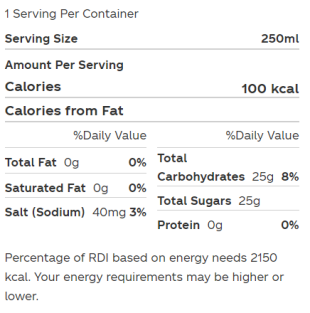 1 Serving Per Container
Serving Size 250ml
Amount Per Serving
Calories 100 kcal
Calories from Fat
%Daily Value
Total Fat 0g 0%
Saturated Fat 0g 0%
Salt (Sodium) 40mg 3%
%Daily Value
Total
Carbohydrates 25g 8%
Total Sugars 25g
Protein 0g 0%
Percentage of RDI based on energy needs 2150
kcal. Your energy requirements may be higher or
lower.